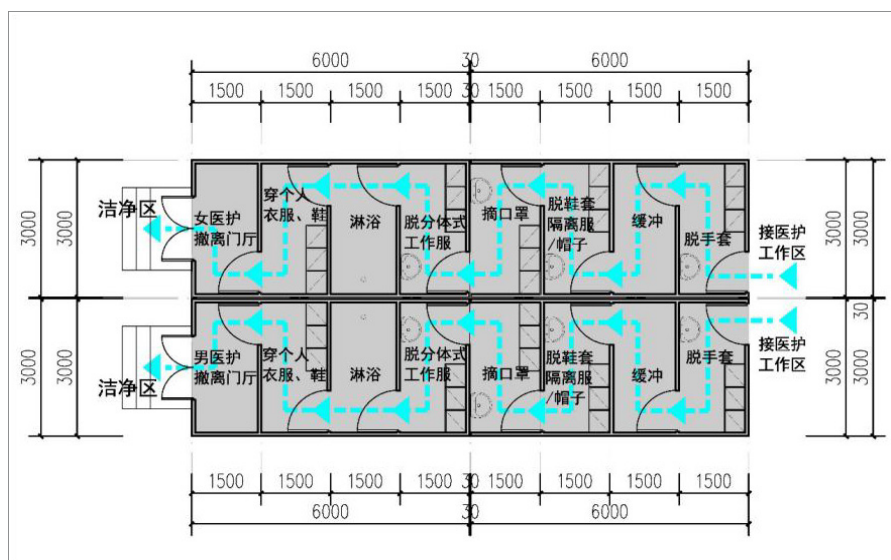 6000 30 6000
1500 1500 1500 1500 30 1500 1500 1500 1500
3000
3000
3000
3000
洁净区
女医护
撤离门厅
穿个人
衣服、鞋
淋浴
脱分体式
工作服
摘口罩
脱鞋套
隔离服
/帽子
缓冲
脱手套
接医护
工作区
30
3000
3000
3000
3000
洁净区
男医护
撤离门厅
穿个人
衣服、鞋
淋浴
脱分体式
工作服
摘口罩
脱鞋套
隔离服
/帽子
缓冲
脱手套
接医护
工作区
1500 1500 1500 1500 30 1500 1500 1500 1500
6000 30 6000